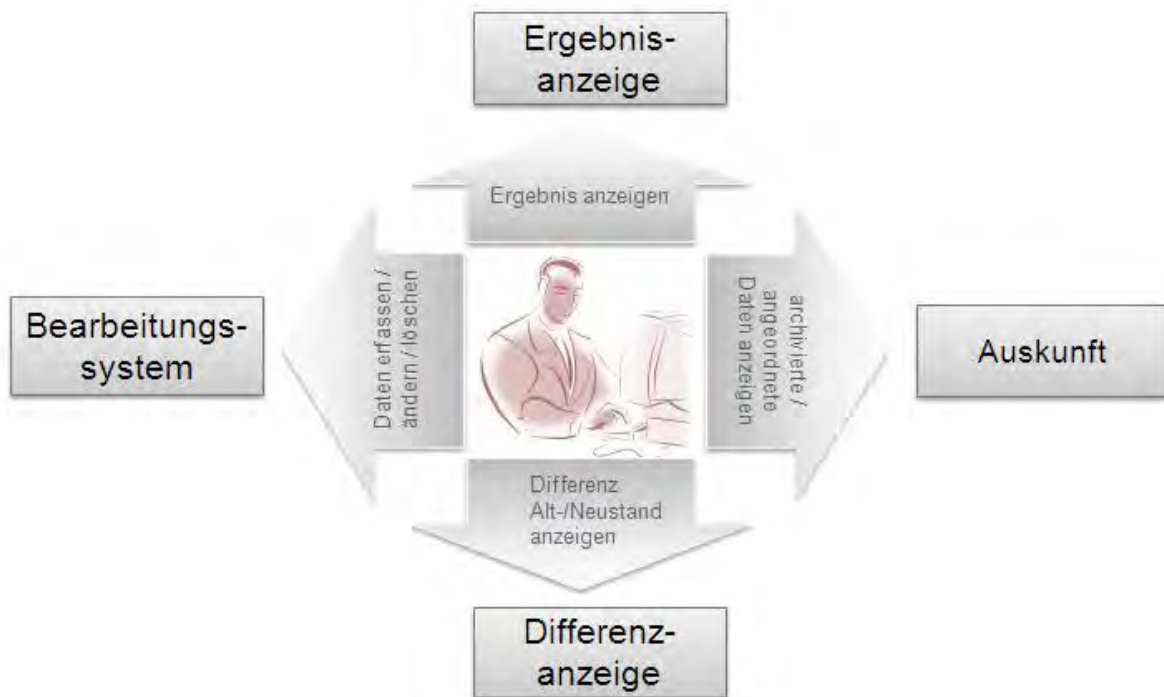 Ergebnis-
anzeige
Ergebnis anzeigen
Bearbeitungs-
system
Daten erfassen /
ändern / löschen
archivierte /
angeordnete
Daten anzeigen
Auskunft
Differenz
Alt-/Neustand
anzeigen
Differenz-
anzeige